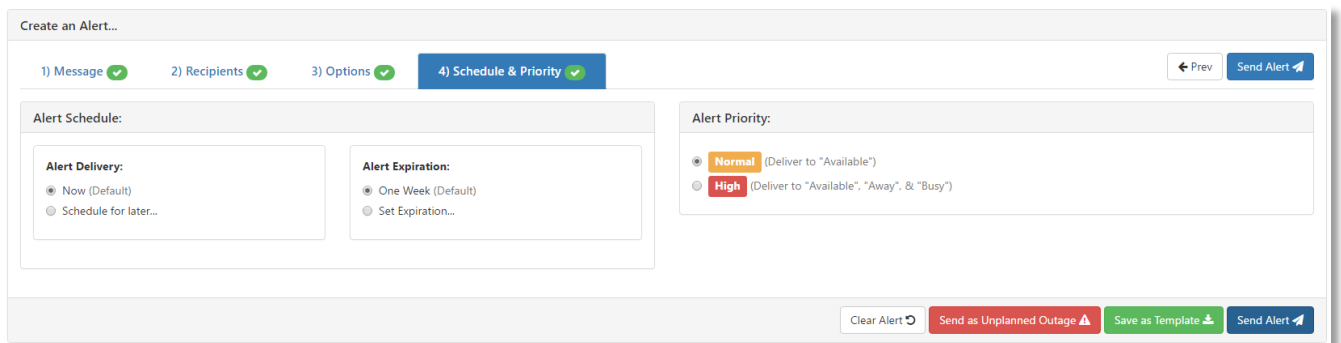 Create an Alert...
1) Message
2) Recipients
3) Options
4) Schedule & Priority
Prev
Send Alert
Alert Schedule:
Alert Delivery:
Now (Default)
Schedule for later...
Alert Expiration:
One Week (Default)
Set Expiration...
Alert Priority:
Normal (Deliver to "Available")
High (Deliver to "Available", "Away", & "Busy")
Clear Alert
Send as Unplanned Outage
Save as Template
Send Alert